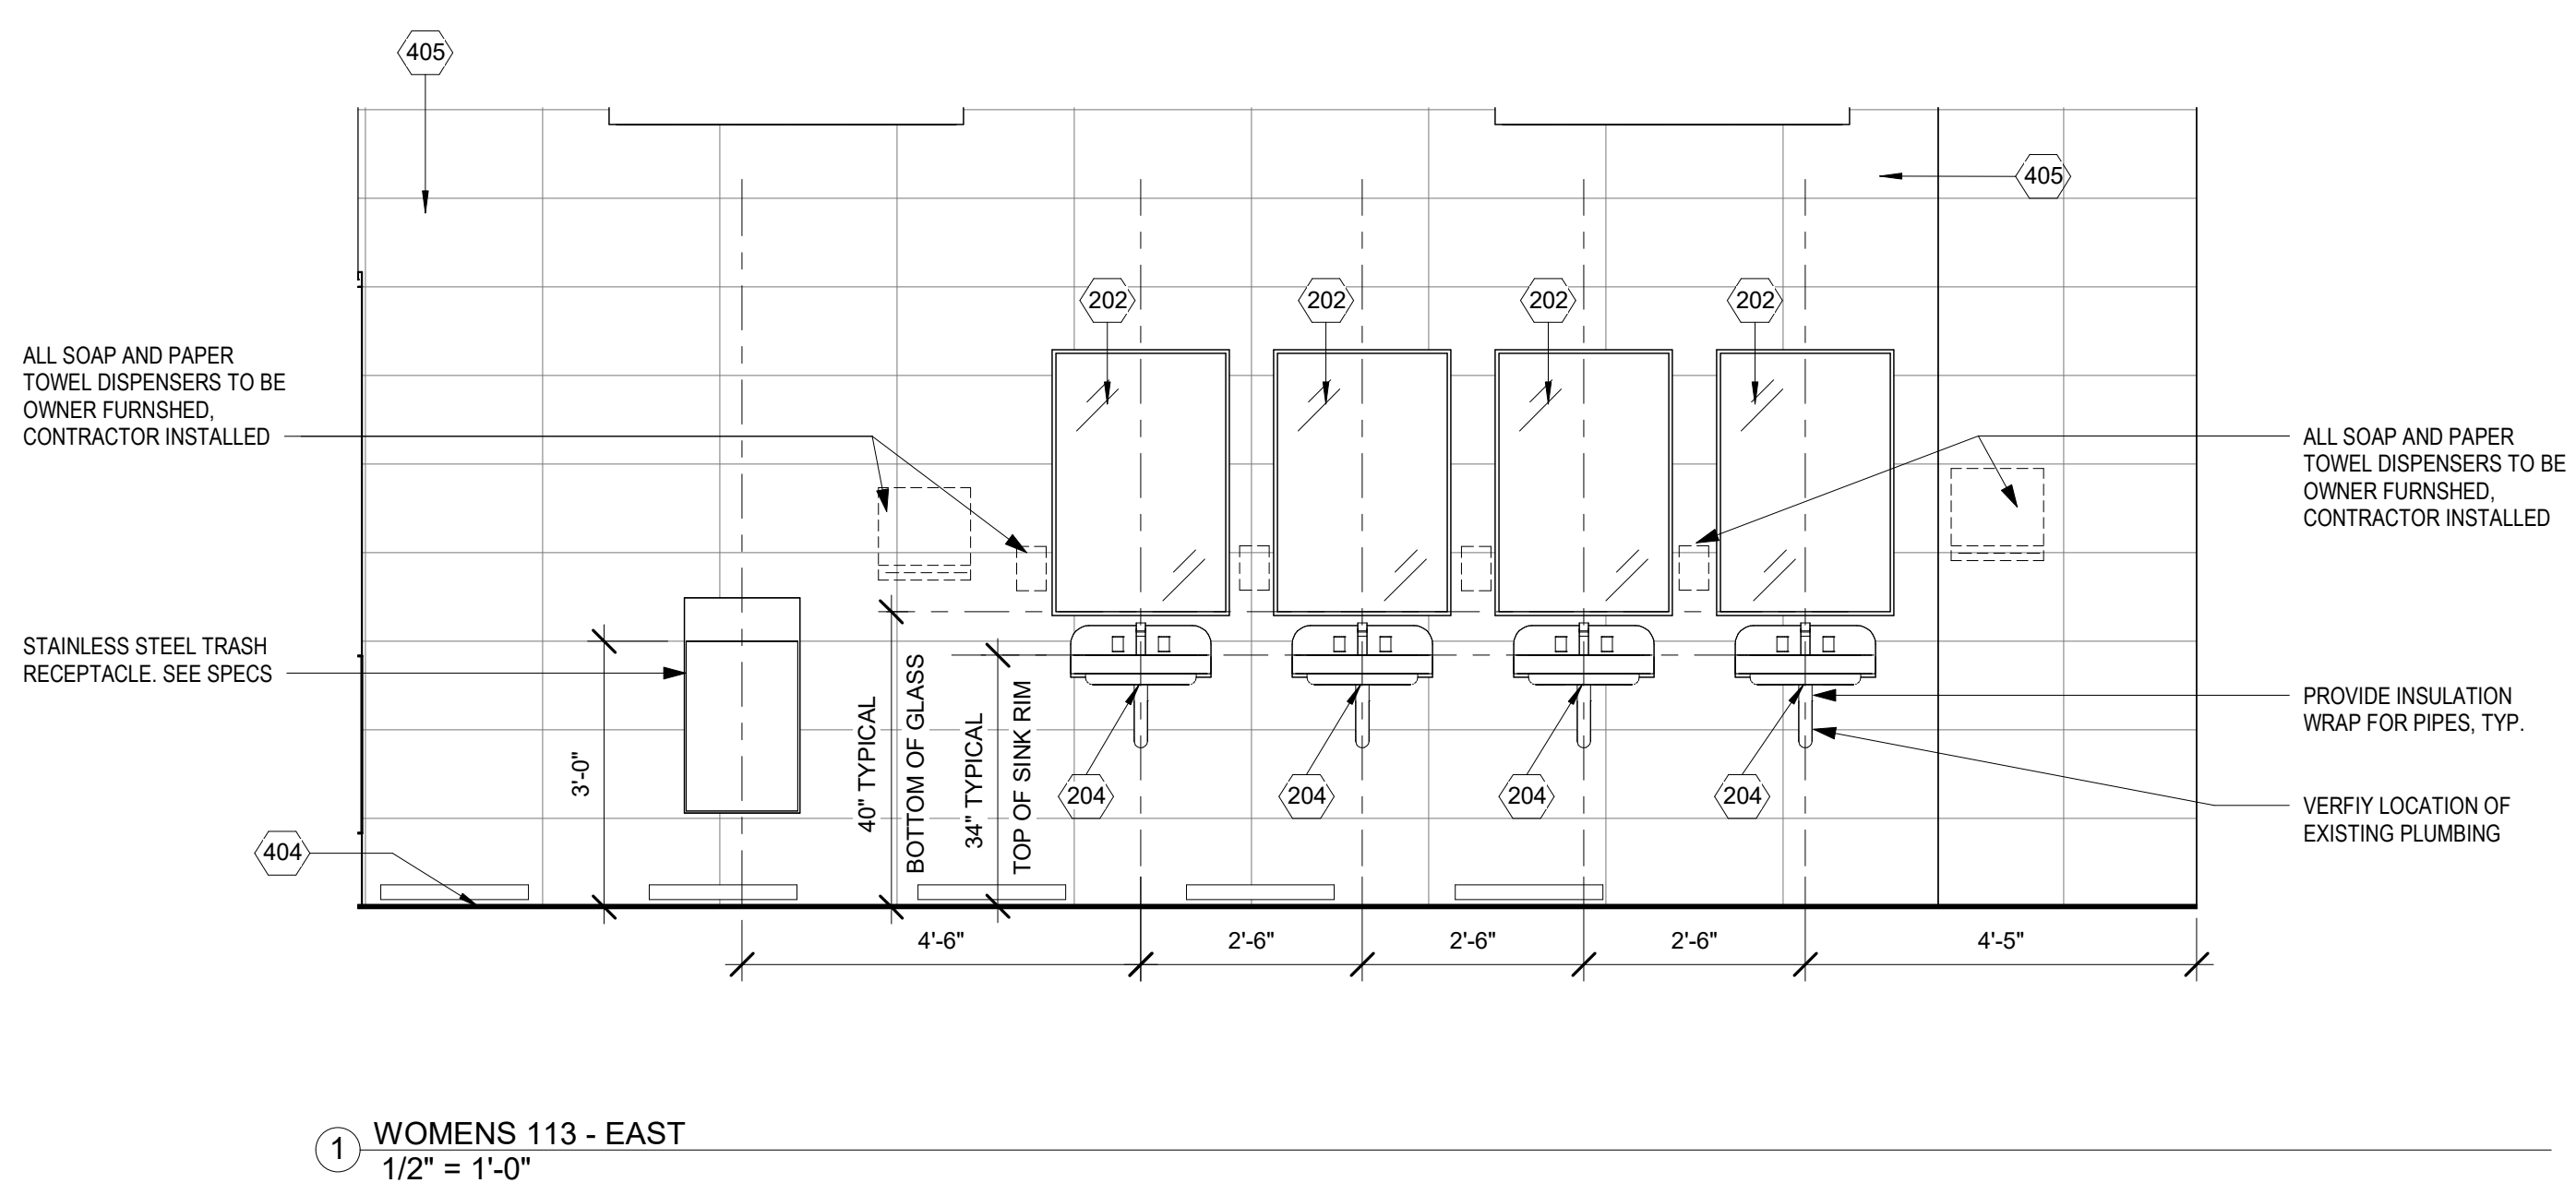 405
405
202
202
202
202
ALL SOAP AND PAPER
TOWEL DISPENSERS TO BE
OWNER FURNSHED,
CONTRACTOR INSTALLED
ALL SOAP AND PAPER
TOWEL DISPENSERS TO BE
OWNER FURNSHED,
CONTRACTOR INSTALLED
STAINLESS STEEL TRASH
RECEPTACLE. SEE SPECS
3'-0"
40" TYPICAL
BOTTOM OF GLASS
34" TYPICAL
TOP OF SINK RIM
204
204
204
204
PROVIDE INSULATION
WRAP FOR PIPES, TYP.
VERFIY LOCATION OF
EXISTING PLUMBING
404
4'-6"
2'-6"
2'-6"
2'-6"
4'-5"
1
WOMENS 113 - EAST
1/2" = 1'-0"